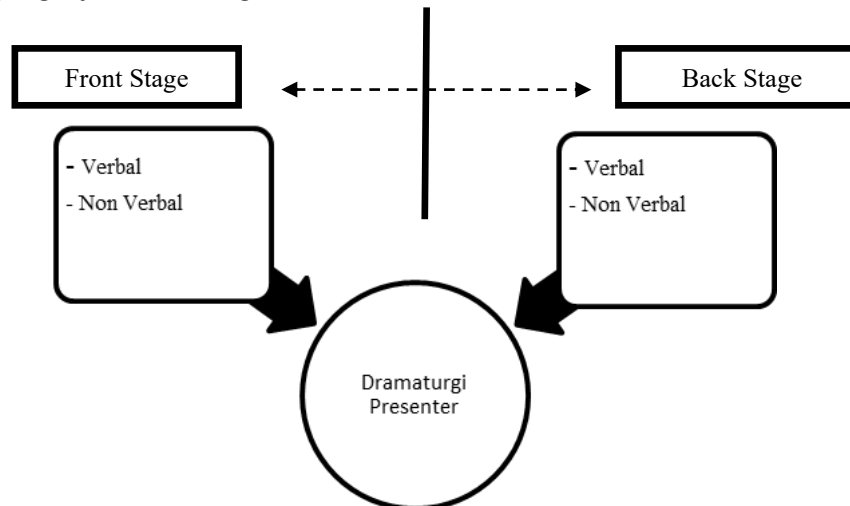 Front Stage
Back Stage
- Verbal
- Non Verbal
- Verbal
- Non Verbal
Dramaturgi
Presenter